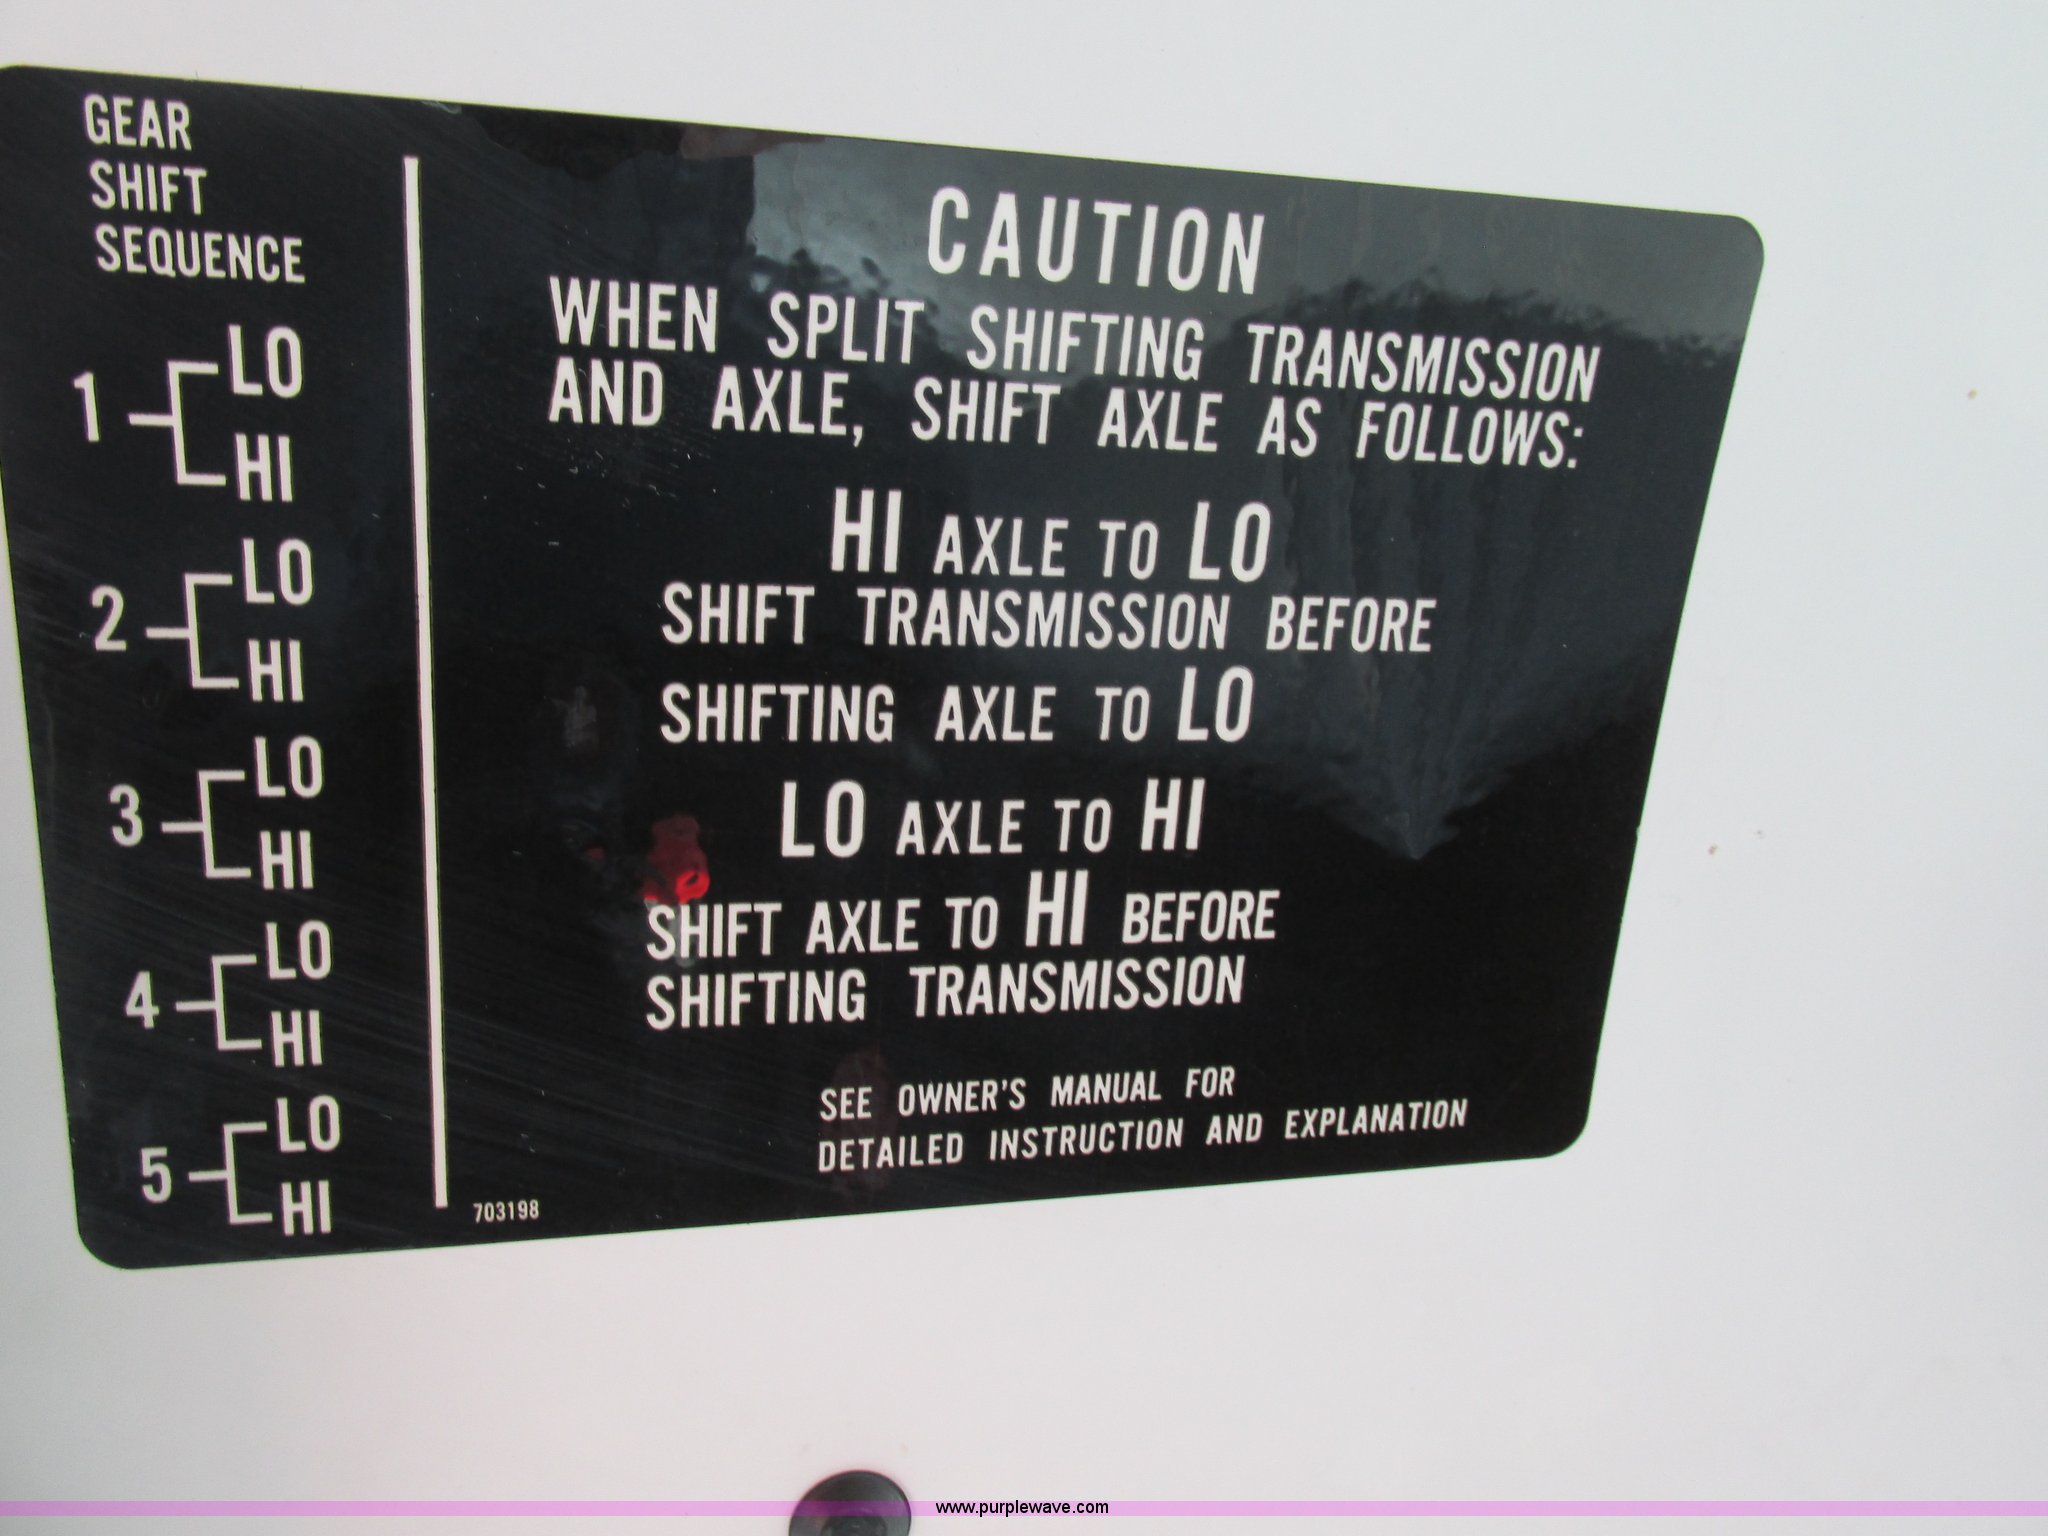 GEAR
SHIFT
SEQUENCE
1
LO
HI
2
LO
HI
3
LO
HI
4
LO
HI
5
LO
HI
CAUTION
WHEN SPLIT SHIFTING TRANSMISSION
AND AXLE, SHIFT AXLE AS FOLLOWS:
HI AXLE TO LO
SHIFT TRANSMISSION BEFORE
SHIFTING AXLE TO LO
LO AXLE TO HI
SHIFT AXLE TO HI BEFORE
SHIFTING TRANSMISSION
SEE OWNER'S MANUAL FOR
DETAILED INSTRUCTION AND EXPLANATION
703198
www.purplewave.com